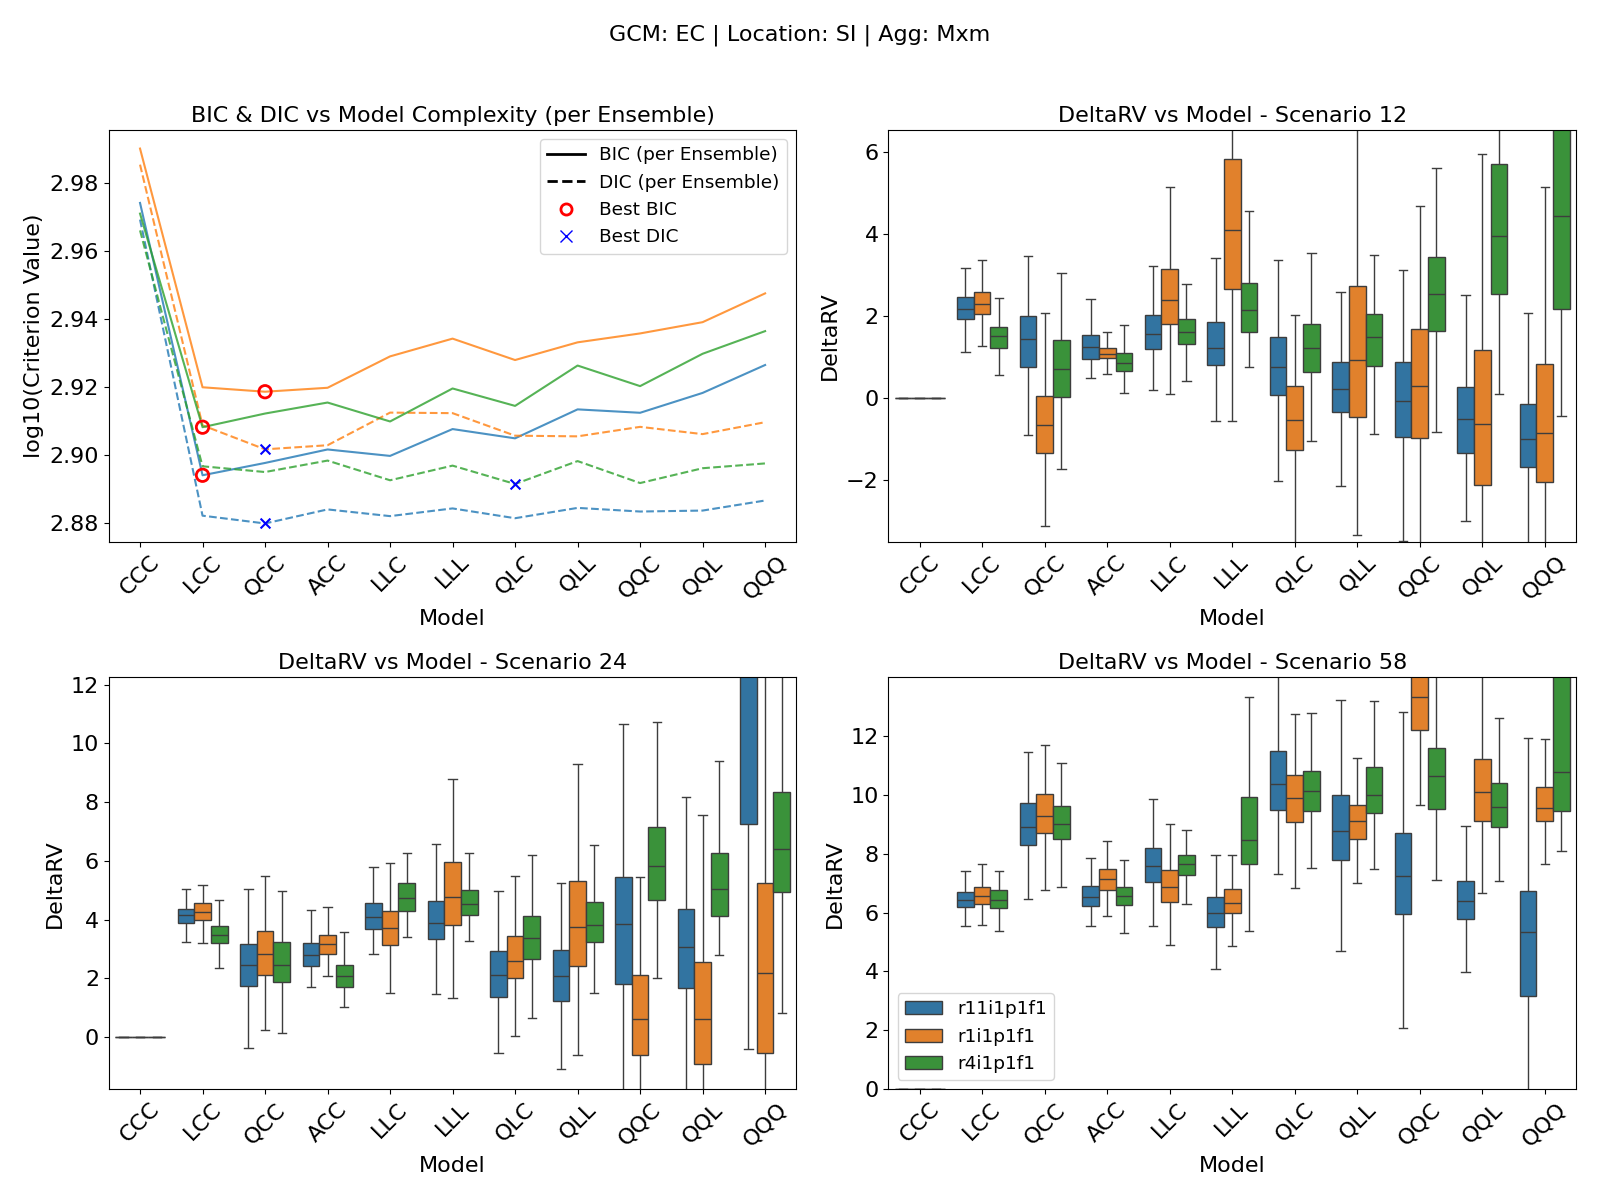 GCM: EC | Location: SI | Agg: Mxm
BIC & DIC vs Model Complexity (per Ensemble)
log10(Criterion Value)
2.98
2.96
2.94
2.92
2.90
2.88
BIC (per Ensemble)
DIC (per Ensemble)
Best BIC
Best DIC
CCC LCC QCC ACC LLC LLL QLC QLL QQC QQL QQQ
Model
DeltaRV vs Model - Scenario 12
DeltaRV
6
4
2
0
−2
CCC LCC QCC ACC LLC LLL QLC QLL QQC QQL QQQ
Model
DeltaRV vs Model - Scenario 24
DeltaRV
12
10
8
6
4
2
0
CCC LCC QCC ACC LLC LLL QLC QLL QQC QQL QQQ
Model
DeltaRV vs Model - Scenario 58
DeltaRV
12
10
8
6
4
2
0
r11i1p1f1
r1i1p1f1
r4i1p1f1
CCC LCC QCC ACC LLC LLL QLC QLL QQC QQL QQQ
Model